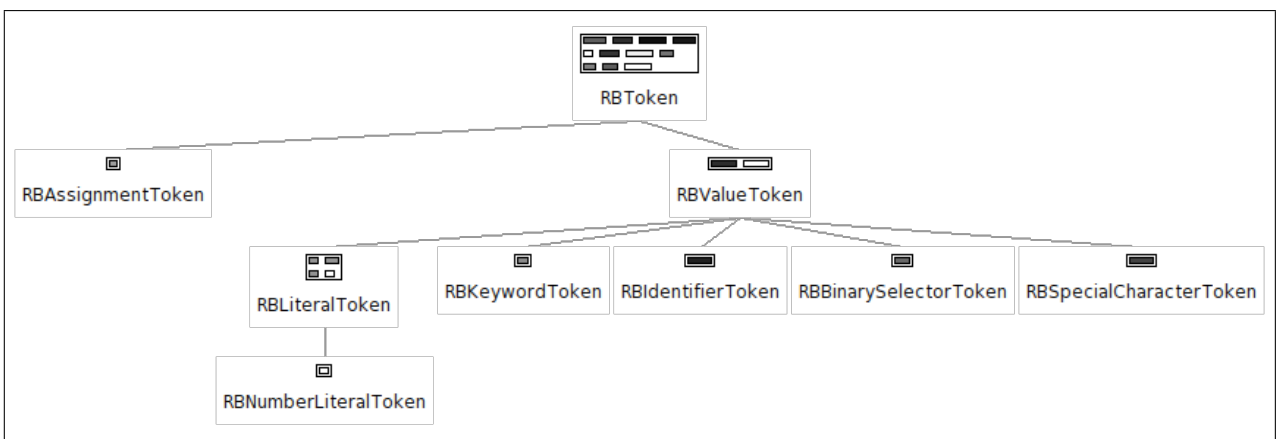 RBToken
RBAssignmentToken
RBValueToken
RBLiteralToken
RBKeywordToken
RBIdentifierToken
RBBinarySelectorToken
RBSpecialCharacterToken
RBNumberLiteralToken